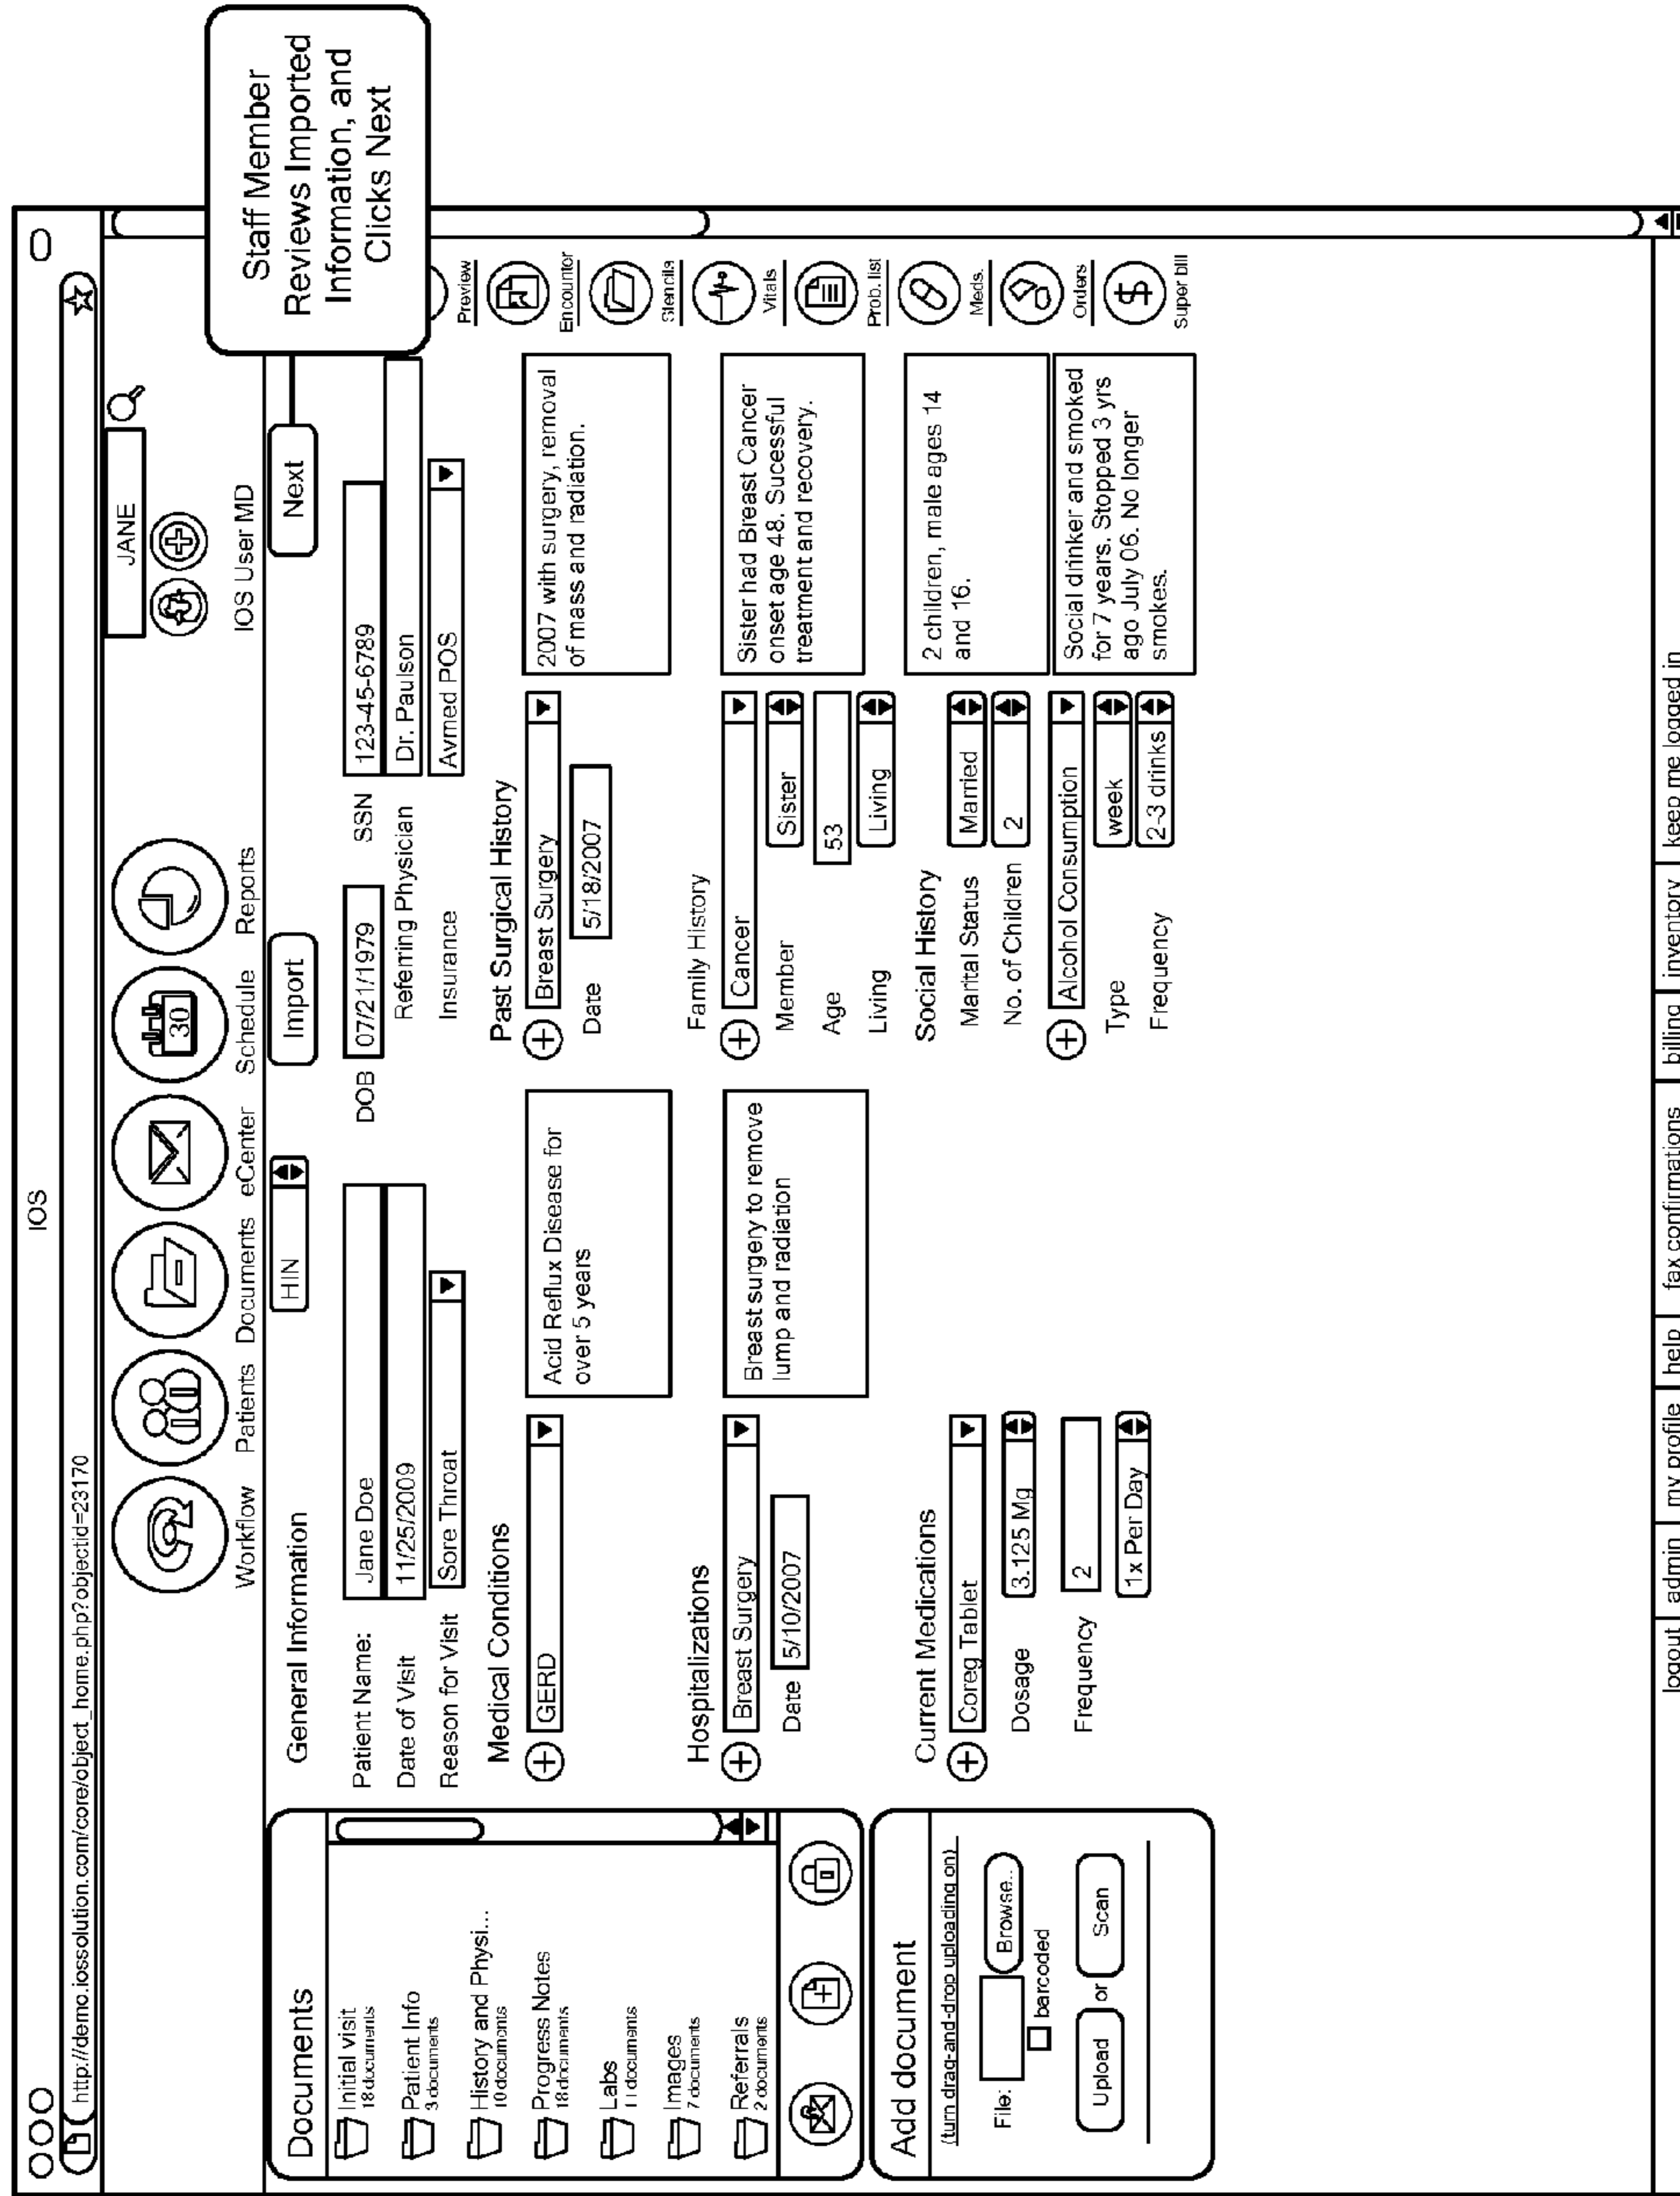 IOS
http://demo.iossolution.com/core/object_home.php?objectid=23170
JANE
30
Workflow
Patients
Documents
eCenter
Schedule
Reports
IOS User MD
Staff Member
Reviews Imported
Information, and
Clicks Next
Documents
Initial visit
18 documents
Patient Info
3 documents
History and Physi...
10 documents
Progress Notes
18 documents
Labs
11 documents
Images
7 documents
Referrals
2 documents
Add document
(turn drag-and-drop uploading on)
File:
Browse..
barcoded
Upload or Scan
General Information
HIN
Import
Next
Patient Name: Jane Doe
DOB 07/21/1979
SSN 123-45-6789
Date of Visit 11/25/2009
Referring Physician Dr. Paulson
Reason for Visit Sore Throat
Insurance Avmed POS
Medical Conditions
GERD
Acid Reflux Disease for
over 5 years
Past Surgical History
Breast Surgery
Date 5/18/2007
2007 with surgery, removal
of mass and radiation.
Hospitalizations
Breast Surgery
Date 5/10/2007
Breast surgery to remove
lump and radiation
Family History
Cancer
Member Sister
Age 53
Living Living
Sister had Breast Cancer
onset age 48. Sucessful
treatment and recovery.
Current Medications
Coreg Tablet
Dosage 3.125 Mg
Frequency 2
1x Per Day
Social History
Marital Status Married
No. of Children 2
2 children, male ages 14
and 16.
Alcohol Consumption
Type week
Frequency 2-3 drinks
Social drinker and smoked
for 7 years. Stopped 3 yrs
ago July 06. No longer
smokes.
Preview
Encounter
Stencils
Vitals
Prob. list
Meds.
Orders
Super bill
logout
admin
my profile
help
fax confirmations
billing
inventory
keep me logged in